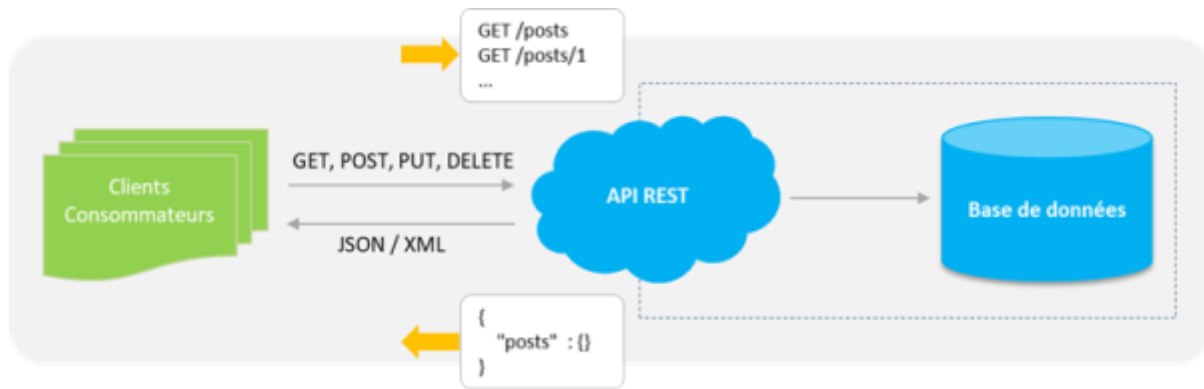 GET /posts
GET /posts/1
...
Clients
Consommateurs
GET, POST, PUT, DELETE
JSON / XML
API REST
Base de données
{
"posts" : {}
}